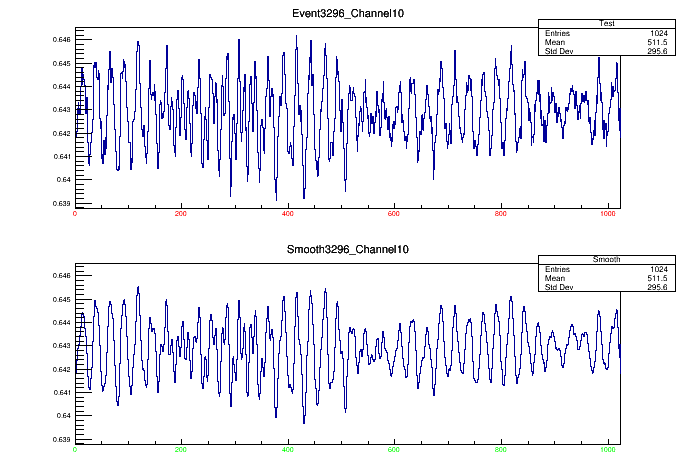 Event3296_Channel10
Test
Entries 1024
Mean 511.5
Std Dev 295.6
0.646
0.645
0.644
0.643
0.642
0.641
0.64
0.639
0 200 400 600 800 1000
Smooth3296_Channel10
Smooth
Entries 1024
Mean 511.5
Std Dev 295.6
0.646
0.645
0.644
0.643
0.642
0.641
0.64
0.639
0 200 400 600 800 1000